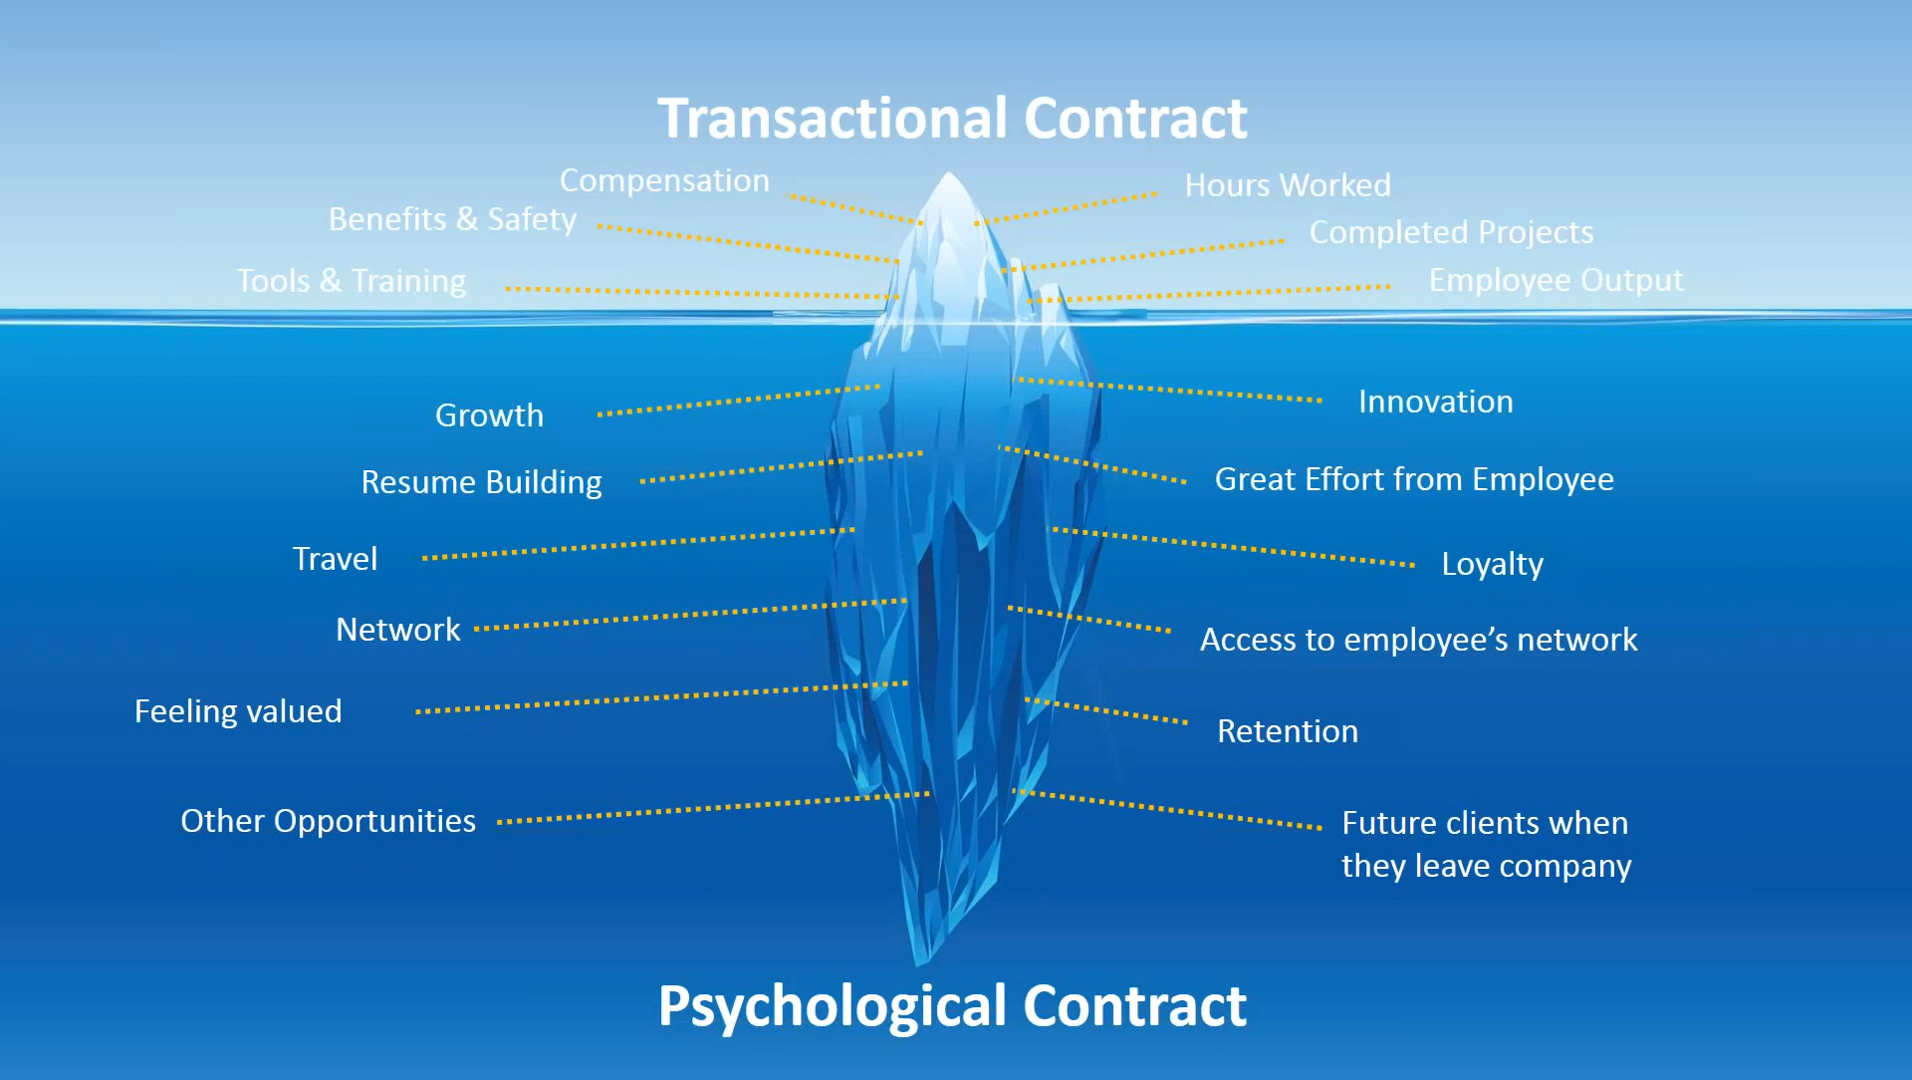 Transactional Contract
Compensation
Hours Worked
Benefits & Safety
Completed Projects
Tools & Training
Employee Output
Growth
Innovation
Resume Building
Great Effort from Employee
Travel
Loyalty
Network
Access to employee’s network
Feeling valued
Retention
Other Opportunities
Future clients when
they leave company
Psychological Contract